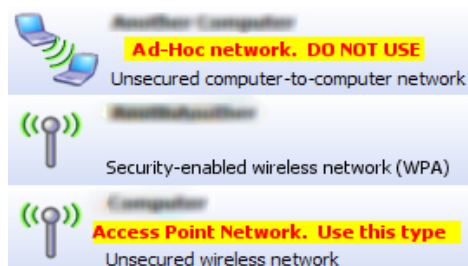 Ad-Hoc network. DO NOT USE
Unsecured computer-to-computer network
Security-enabled wireless network (WPA)
Access Point Network. Use this type
Unsecured wireless network